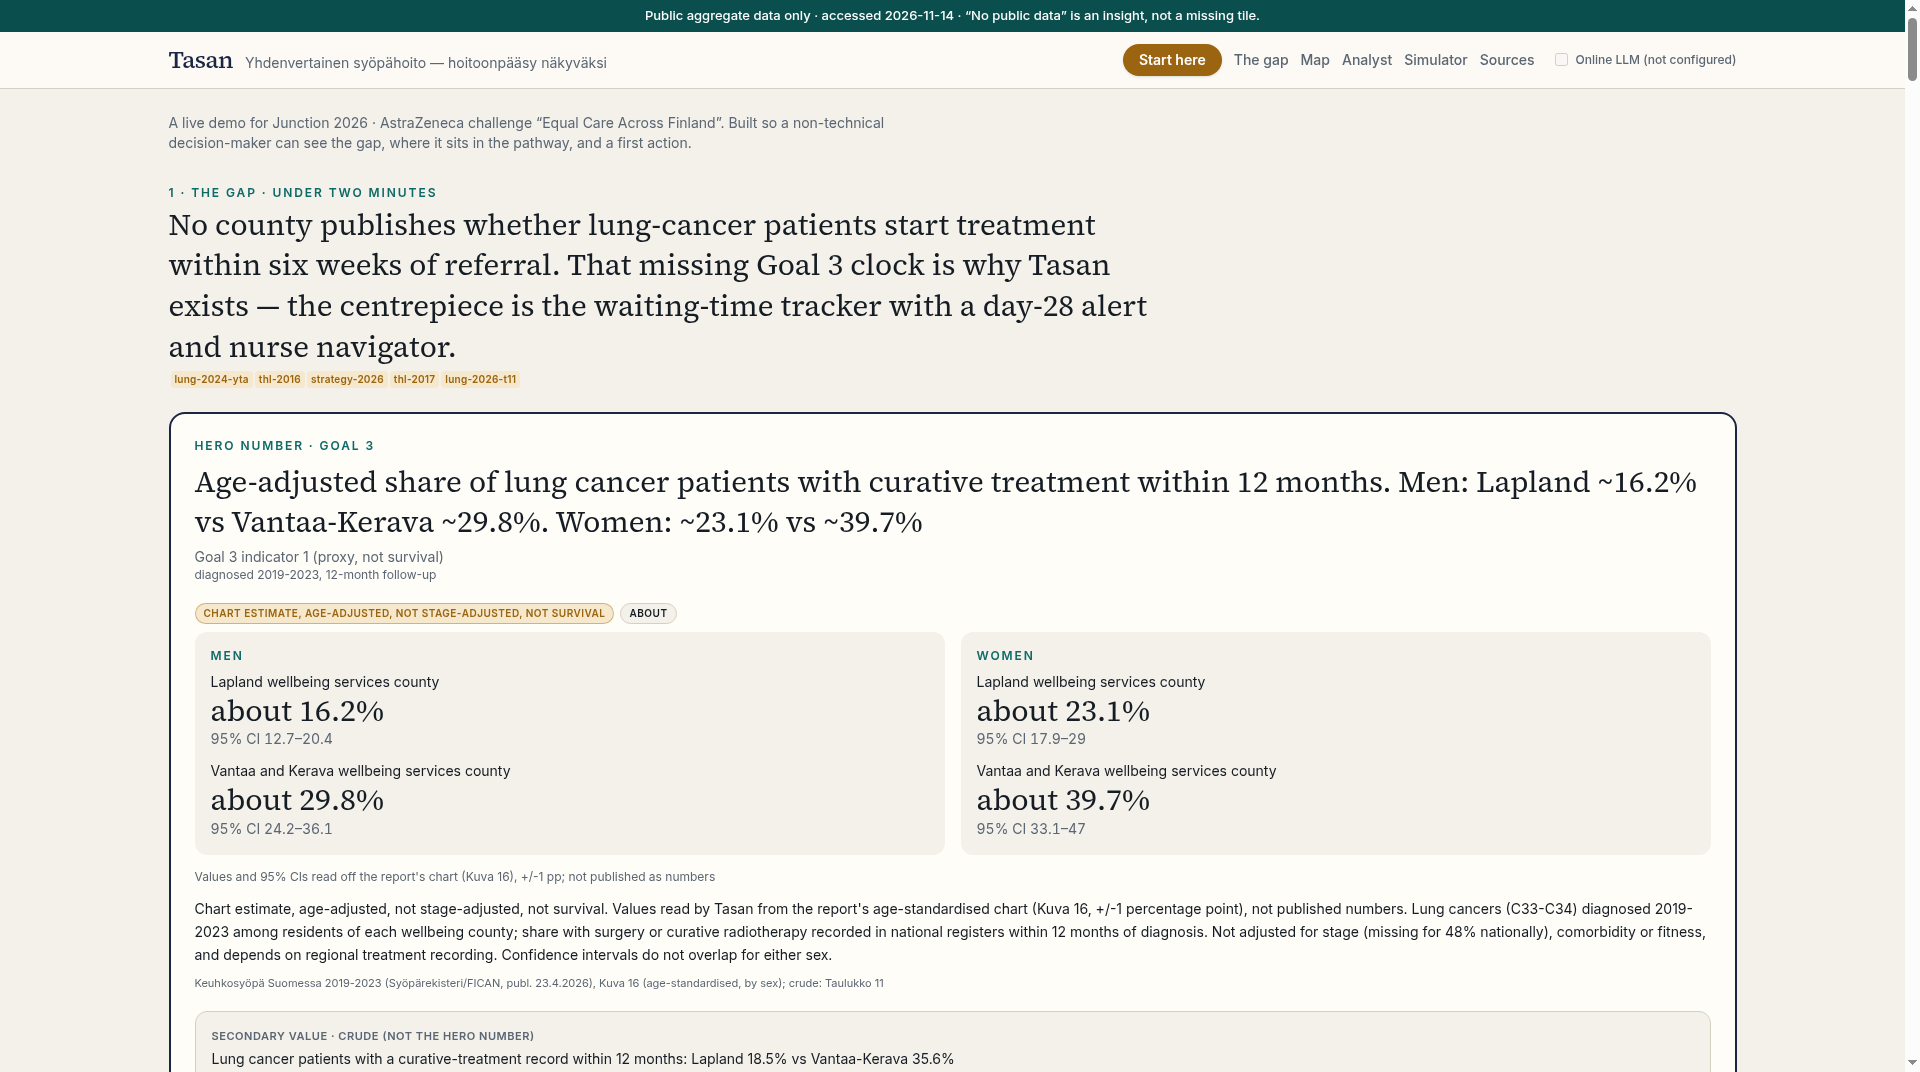 Public aggregate data only · accessed 2026-11-14 · “No public data” is an insight, not a missing tile.
Tasan Yhdenvertainen syöpähoito — hoitoonpääsy näkyväksi
Start here The gap Map Analyst Simulator Sources Online LLM (not configured)
A live demo for Junction 2026 · AstraZeneca challenge “Equal Care Across Finland”. Built so a non-technical
decision-maker can see the gap, where it sits in the pathway, and a first action.
1 · THE GAP · UNDER TWO MINUTES
No county publishes whether lung-cancer patients start treatment
within six weeks of referral. That missing Goal 3 clock is why Tasan
exists — the centrepiece is the waiting-time tracker with a day-28 alert
and nurse navigator.
lung-2024-yta thl-2016 strategy-2026 thl-2017 lung-2026-t11
HERO NUMBER · GOAL 3
Age-adjusted share of lung cancer patients with curative treatment within 12 months. Men: Lapland ~16.2%
vs Vantaa-Kerava ~29.8%. Women: ~23.1% vs ~39.7%
Goal 3 indicator 1 (proxy, not survival)
diagnosed 2019-2023, 12-month follow-up
CHART ESTIMATE, AGE-ADJUSTED, NOT STAGE-ADJUSTED, NOT SURVIVAL ABOUT
MEN
Lapland wellbeing services county
about 16.2%
95% CI 12.7–20.4
Vantaa and Kerava wellbeing services county
about 29.8%
95% CI 24.2–36.1
WOMEN
Lapland wellbeing services county
about 23.1%
95% CI 17.9–29
Vantaa and Kerava wellbeing services county
about 39.7%
95% CI 33.1–47
Values and 95% CIs read off the report's chart (Kuva 16), +/-1 pp; not published as numbers
Chart estimate, age-adjusted, not stage-adjusted, not survival. Values read by Tasan from the report's age-standardised chart (Kuva 16, +/-1 percentage point), not published numbers. Lung cancers (C33-C34) diagnosed 2019-
2023 among residents of each wellbeing county; share with surgery or curative radiotherapy recorded in national registers within 12 months of diagnosis. Not adjusted for stage (missing for 48% nationally), comorbidity or fitness,
and depends on regional treatment recording. Confidence intervals do not overlap for either sex.
Keuhkosyöpä Suomessa 2019-2023 (Syöpärekisteri/FICAN, publ. 23.4.2026), Kuva 16 (age-standardised, by sex); crude: Taulukko 11
SECONDARY VALUE · CRUDE (NOT THE HERO NUMBER)
Lung cancer patients with a curative-treatment record within 12 months: Lapland 18.5% vs Vantaa-Kerava 35.6%